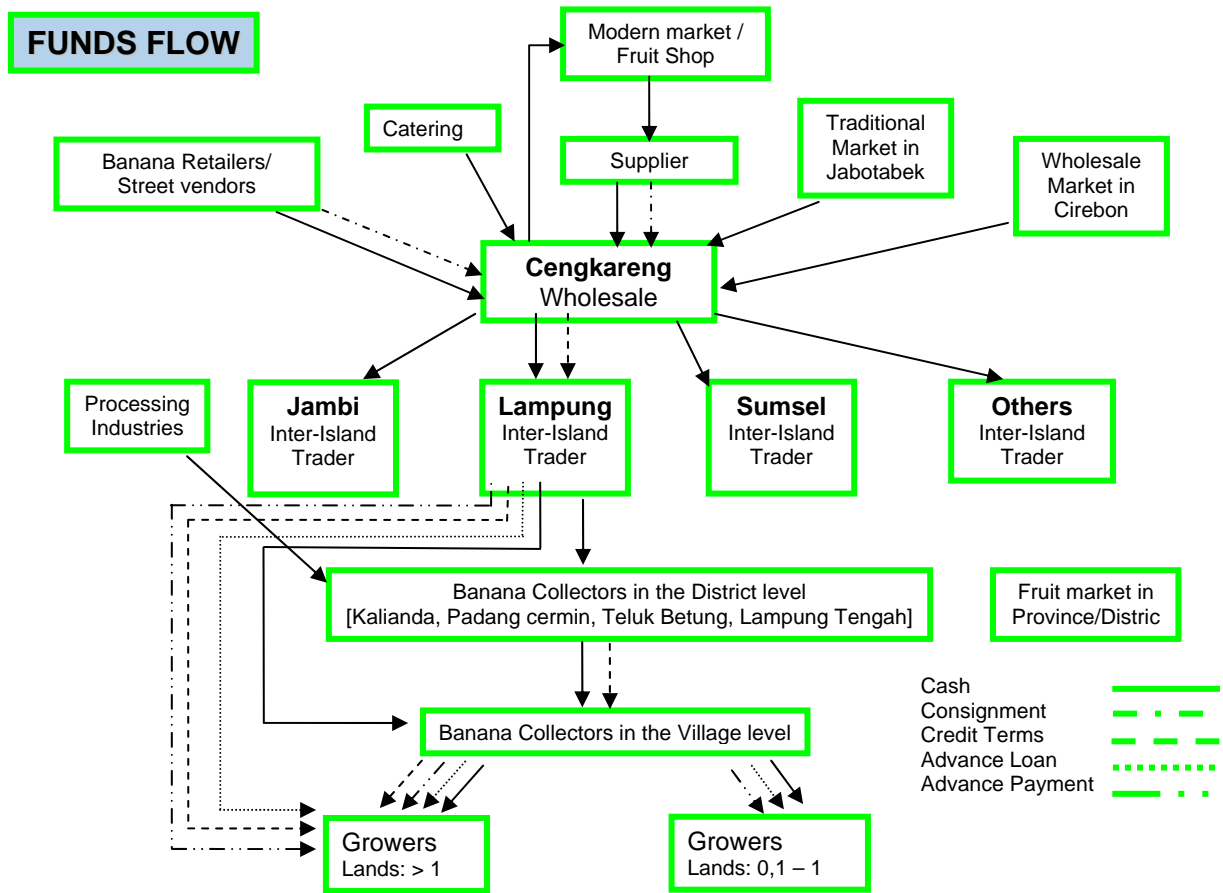 FUNDS FLOW
Modern market /
Fruit Shop
Catering
Banana Retailers/
Street vendors
Supplier
Traditional
Market in
Jabotabek
Wholesale
Market in
Cirebon
Cengkareng
Wholesale
Processing
Industries
Jambi
Inter-Island
Trader
Lampung
Inter-Island
Trader
Sumsel
Inter-Island
Trader
Others
Inter-Island
Trader
Banana Collectors in the District level
[Kalianda, Padang cermin, Teluk Betung, Lampung Tengah]
Fruit market in
Province/Distric
Banana Collectors in the Village level
Cash
Consignment
Credit Terms
Advance Loan
Advance Payment
Growers
Lands: > 1
Growers
Lands: 0,1 – 1